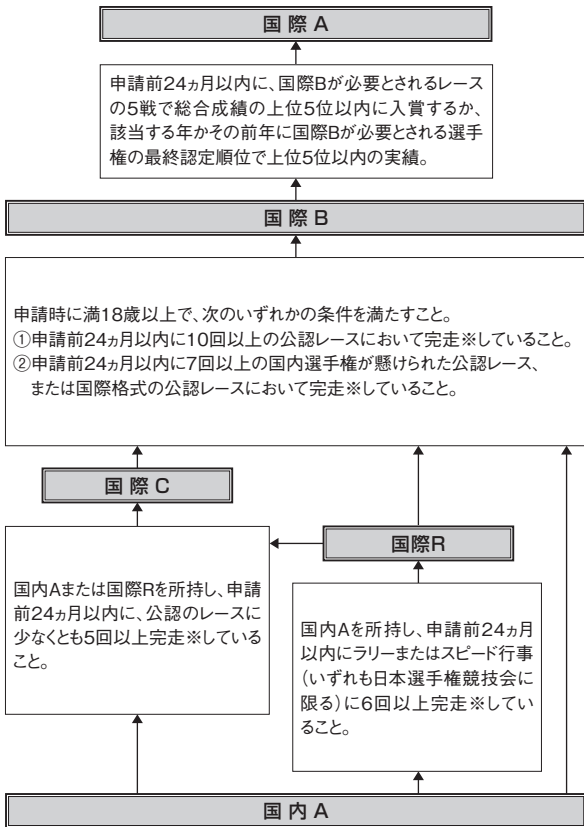 国際A
申請前24ヵ月以内に、国際Bが必要とされるレース
の5戦で総合成績の上位5位以内に入賞するか、
該当する年かその前年に国際Bが必要とされる選手
権の最終認定順位で上位5位以内の実績。
国際B
申請時に満18歳以上で、次のいずれかの条件を満たすこと。
①申請前24ヵ月以内に10回以上の公認レースにおいて完走※していること。
②申請前24ヵ月以内に7回以上の国内選手権が懸けられた公認レース、
または国際格式の公認レースにおいて完走※していること。
国際C
国際R
国内Aまたは国際Rを所持し、申請
前24ヵ月以内に、公認のレースに
少なくとも5回以上完走※している
こと。
国内Aを所持し、申請前24ヵ月
以内にラリーまたはスピード行事
(いずれも日本選手権競技会に
限る)に6回以上完走※してい
ること。
国内A